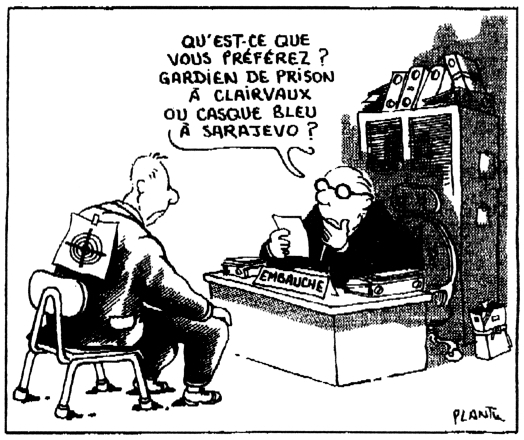 QU'EST-CE QUE
VOUS PRÉFÉREZ ?
GARDIEN DE PRISON
À CLAIRVAUX
OU CASQUE BLEU
À SARAJEVO ?
EMBAUCHE
PLANTU